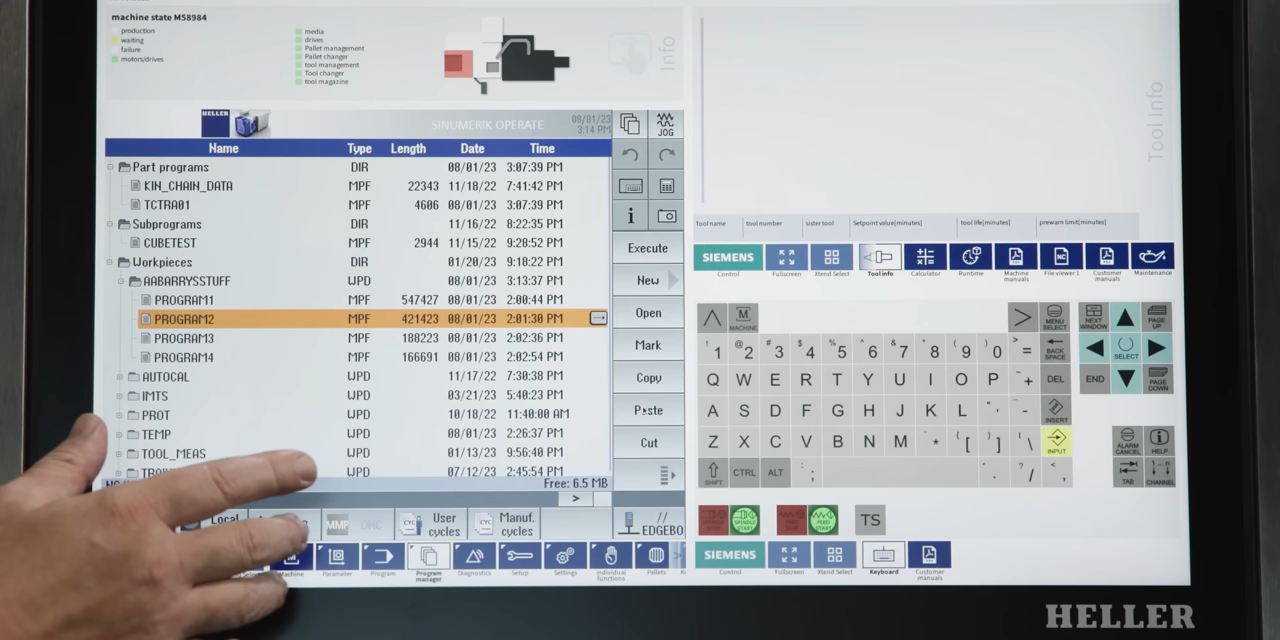 machine state M58984
production
waiting
failure
motors/drives
media
drives
Pallet management
Pallet changer
tool management
Tool changer
tool magazine
Info
Tool Info
HELLER
SINUMERIK OPERATE
08/01/23
3:14 PM
JOG
Name Type Length Date Time
Part programs DIR 08/01/23 3:07:39 PM
KIN_CHAIN_DATA MPF 22343 11/18/22 7:41:42 PM
TCTRA01 MPF 4606 08/01/23 3:07:39 PM
Subprograms DIR 11/16/22 8:22:35 PM
CUBETEST MPF 2944 11/15/22 9:28:52 PM
Workpieces DIR 01/20/23 9:18:22 PM
AABARRYSSTUFF WPD 08/01/23 3:13:37 PM
PROGRAM1 MPF 547427 08/01/23 2:00:44 PM
PROGRAM2 MPF 421423 08/01/23 2:01:30 PM
PROGRAM3 MPF 188223 08/01/23 2:02:36 PM
PROGRAM4 MPF 166691 08/01/23 2:02:54 PM
AUTOCAL WPD 11/17/22 7:30:38 PM
IMTS WPD 03/21/23 5:40:23 PM
PROT WPD 10/18/22 11:40:00 AM
TEMP WPD 08/01/23 2:26:37 PM
TOOL_MEAS WPD 01/13/23 9:56:40 PM
WPD 07/12/23 2:45:54 PM
Free: 6.5 MB
Execute
New
Open
Mark
Copy
Paste
Cut
Local
MMP
DHC
CYC User cycles
CYC Manuf. cycles
//
EDGEBO
Machine
Parameter
Program
Program manager
Diagnostics
Setup
Settings
Individual functions
Pallets
Tool name tool number sister tool Setpoint value[minutes] tool life[minutes] prewarn limit[minutes]
SIEMENS
Control Fullscreen Xtend Select Tool info Calculator Runtime Machine manuals File viewer 1 Customer manuals Maintenance
M MACHINE
MENU SELECT
NEXT WINDOW
PAGE UP
! 1 @ 2 # 3 $ 4 % 5 ^ 6 & 7 * 8 ( 9 ) 0 > =
BACK SPACE
SELECT
Q W E R T Y U I O P ~ +
DEL
END
PAGE DOWN
A S D F G H J K L " ' _ -
INSERT
Z X C V B N M * { [ } ] | \
INPUT
ALARM CANCEL
HELP
SHIFT CTRL ALT : ; . ? / < ,
TAB
1...n CHANNEL
SPINDLE START
FEED START
TS
SIEMENS
Control Fullscreen Xtend Select Keyboard Customer manuals
HELLER